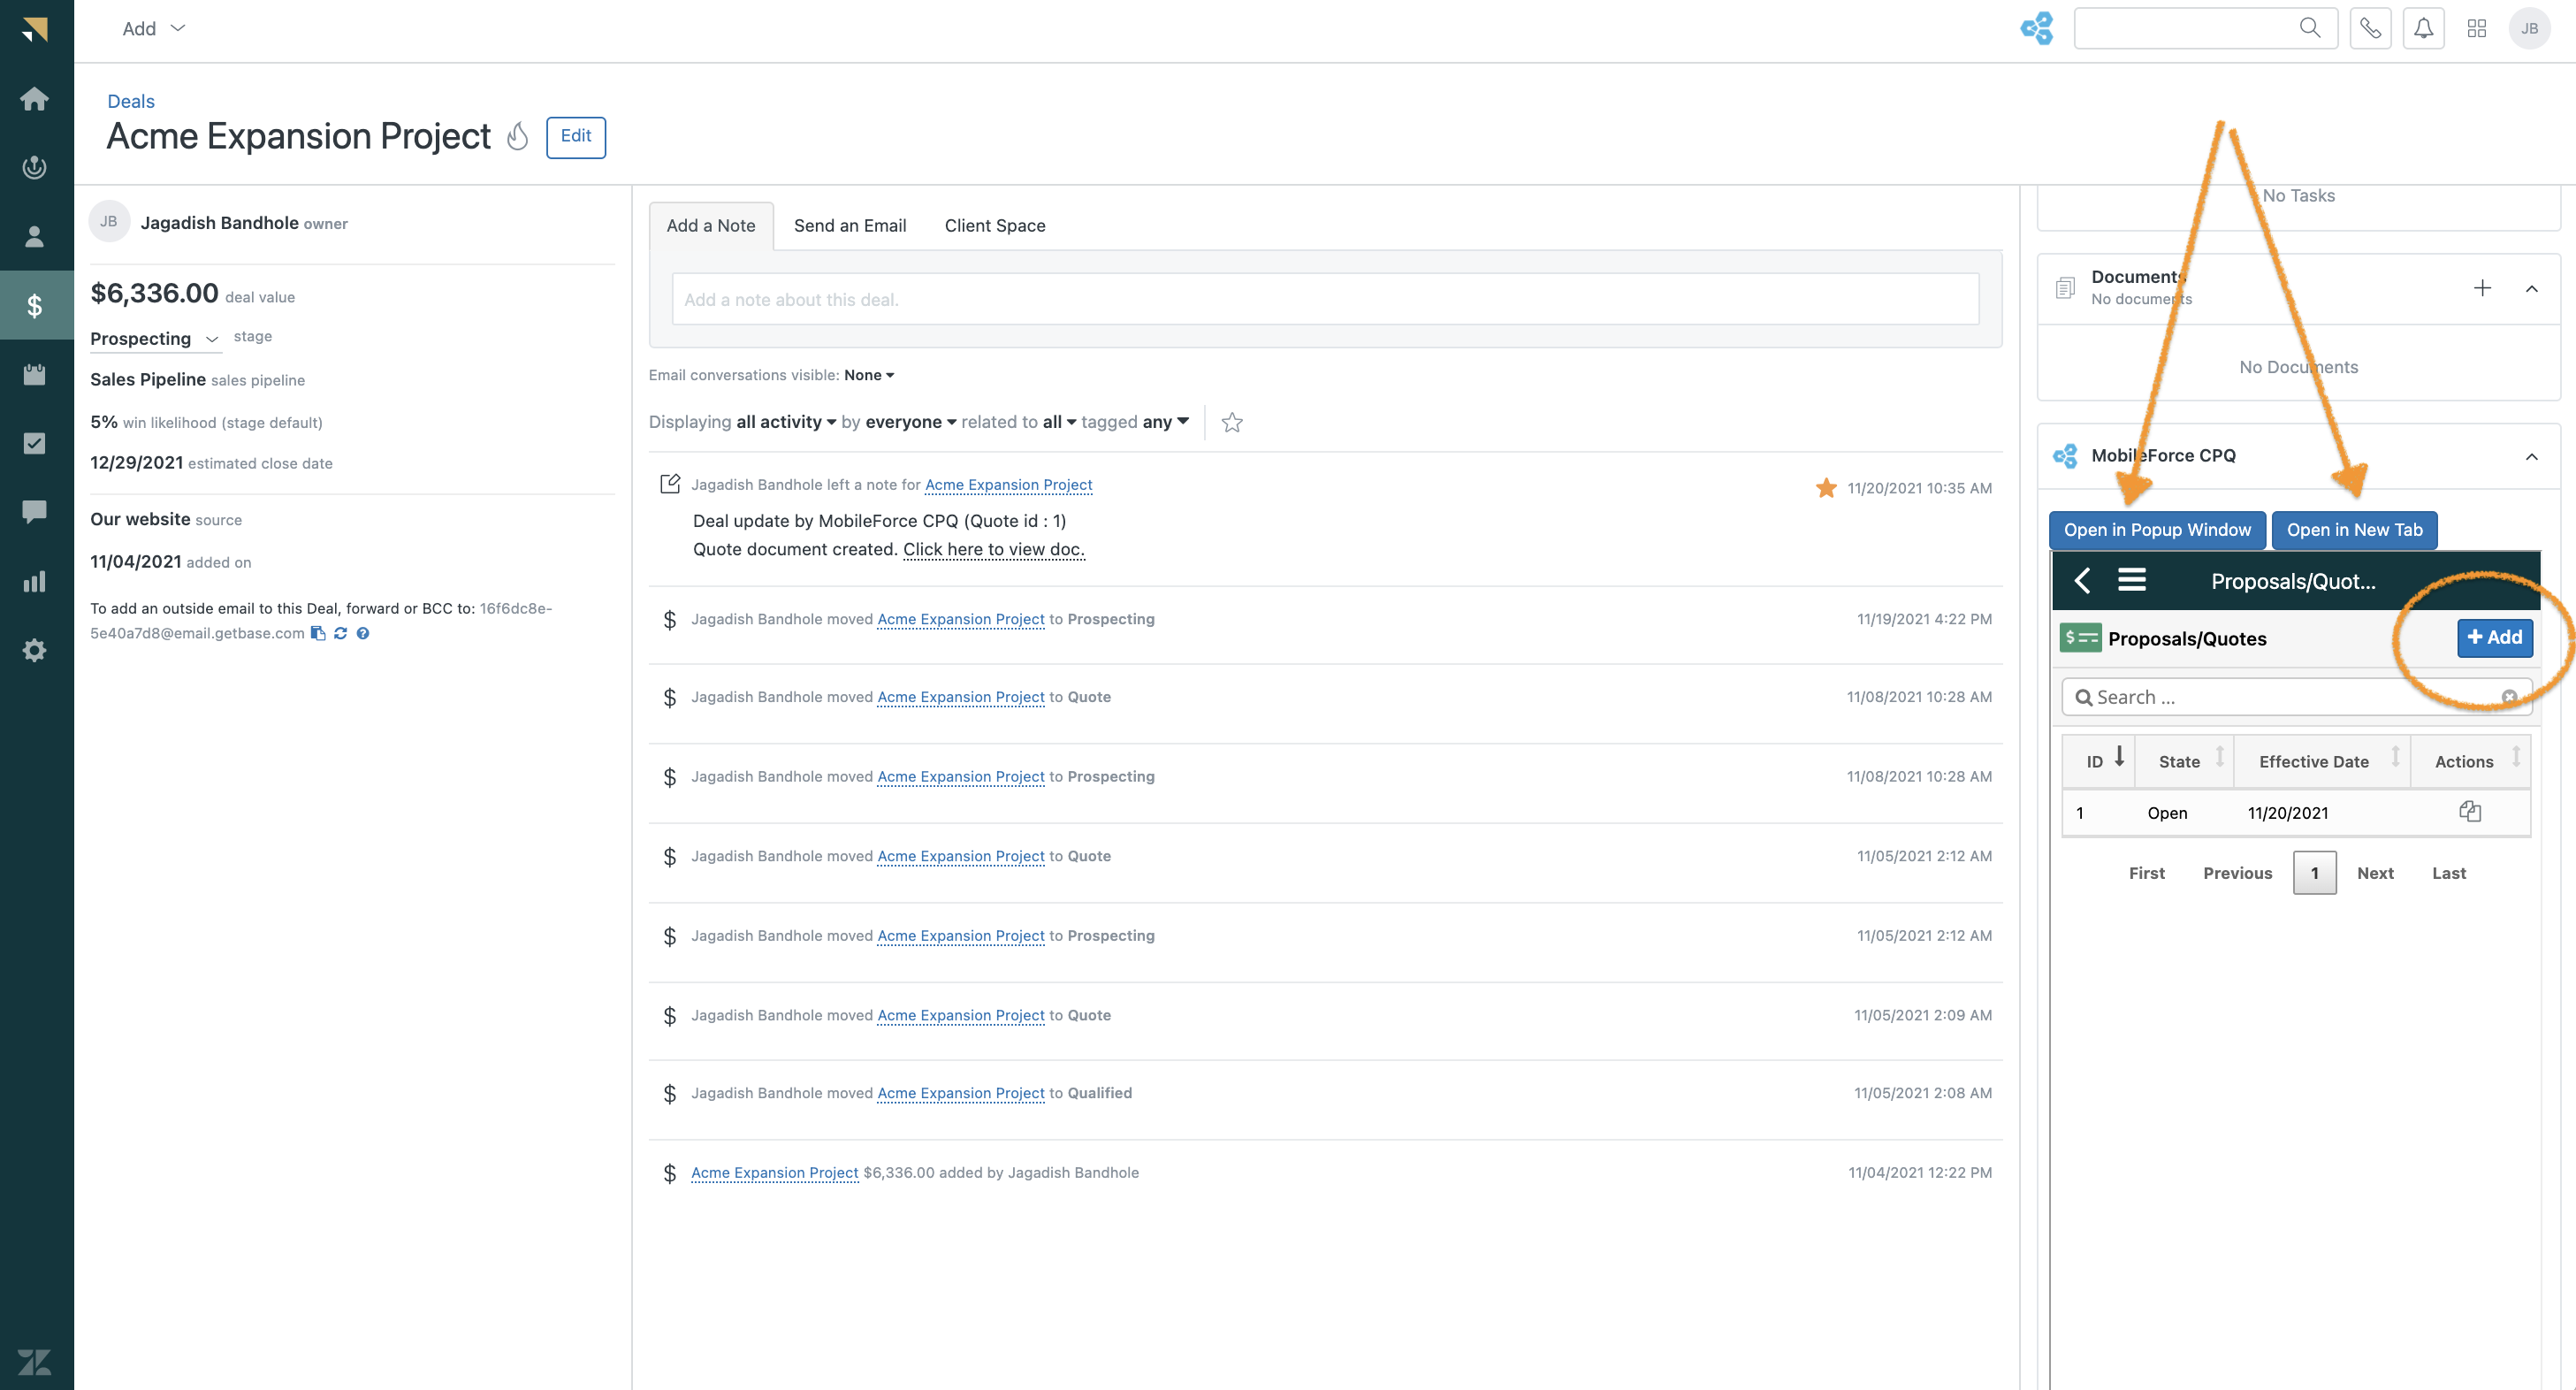 Add
JB
Deals
Acme Expansion Project
Edit
JB
Jagadish Bandhole owner
$6,336.00 deal value
Prospecting stage
Sales Pipeline sales pipeline
5% win likelihood (stage default)
12/29/2021 estimated close date
Our website source
11/04/2021 added on
To add an outside email to this Deal, forward or BCC to: 16f6dc8e-
5e40a7d8@email.getbase.com
Add a Note Send an Email Client Space
Add a note about this deal.
Email conversations visible: None
Displaying all activity by everyone related to all tagged any
Jagadish Bandhole left a note for Acme Expansion Project 11/20/2021 10:35 AM
Deal update by MobileForce CPQ (Quote id : 1)
Quote document created. Click here to view doc.
$ Jagadish Bandhole moved Acme Expansion Project to Prospecting 11/19/2021 4:22 PM
$ Jagadish Bandhole moved Acme Expansion Project to Quote 11/08/2021 10:28 AM
$ Jagadish Bandhole moved Acme Expansion Project to Prospecting 11/08/2021 10:28 AM
$ Jagadish Bandhole moved Acme Expansion Project to Quote 11/05/2021 2:12 AM
$ Jagadish Bandhole moved Acme Expansion Project to Prospecting 11/05/2021 2:12 AM
$ Jagadish Bandhole moved Acme Expansion Project to Quote 11/05/2021 2:09 AM
$ Jagadish Bandhole moved Acme Expansion Project to Qualified 11/05/2021 2:08 AM
$ Acme Expansion Project $6,336.00 added by Jagadish Bandhole 11/04/2021 12:22 PM
No Tasks
Documents
No documents
No Documents
MobileForce CPQ
Open in Popup Window Open in New Tab
Proposals/Quot...
Proposals/Quotes + Add
Search ...
ID State Effective Date Actions
1 Open 11/20/2021
First Previous 1 Next Last